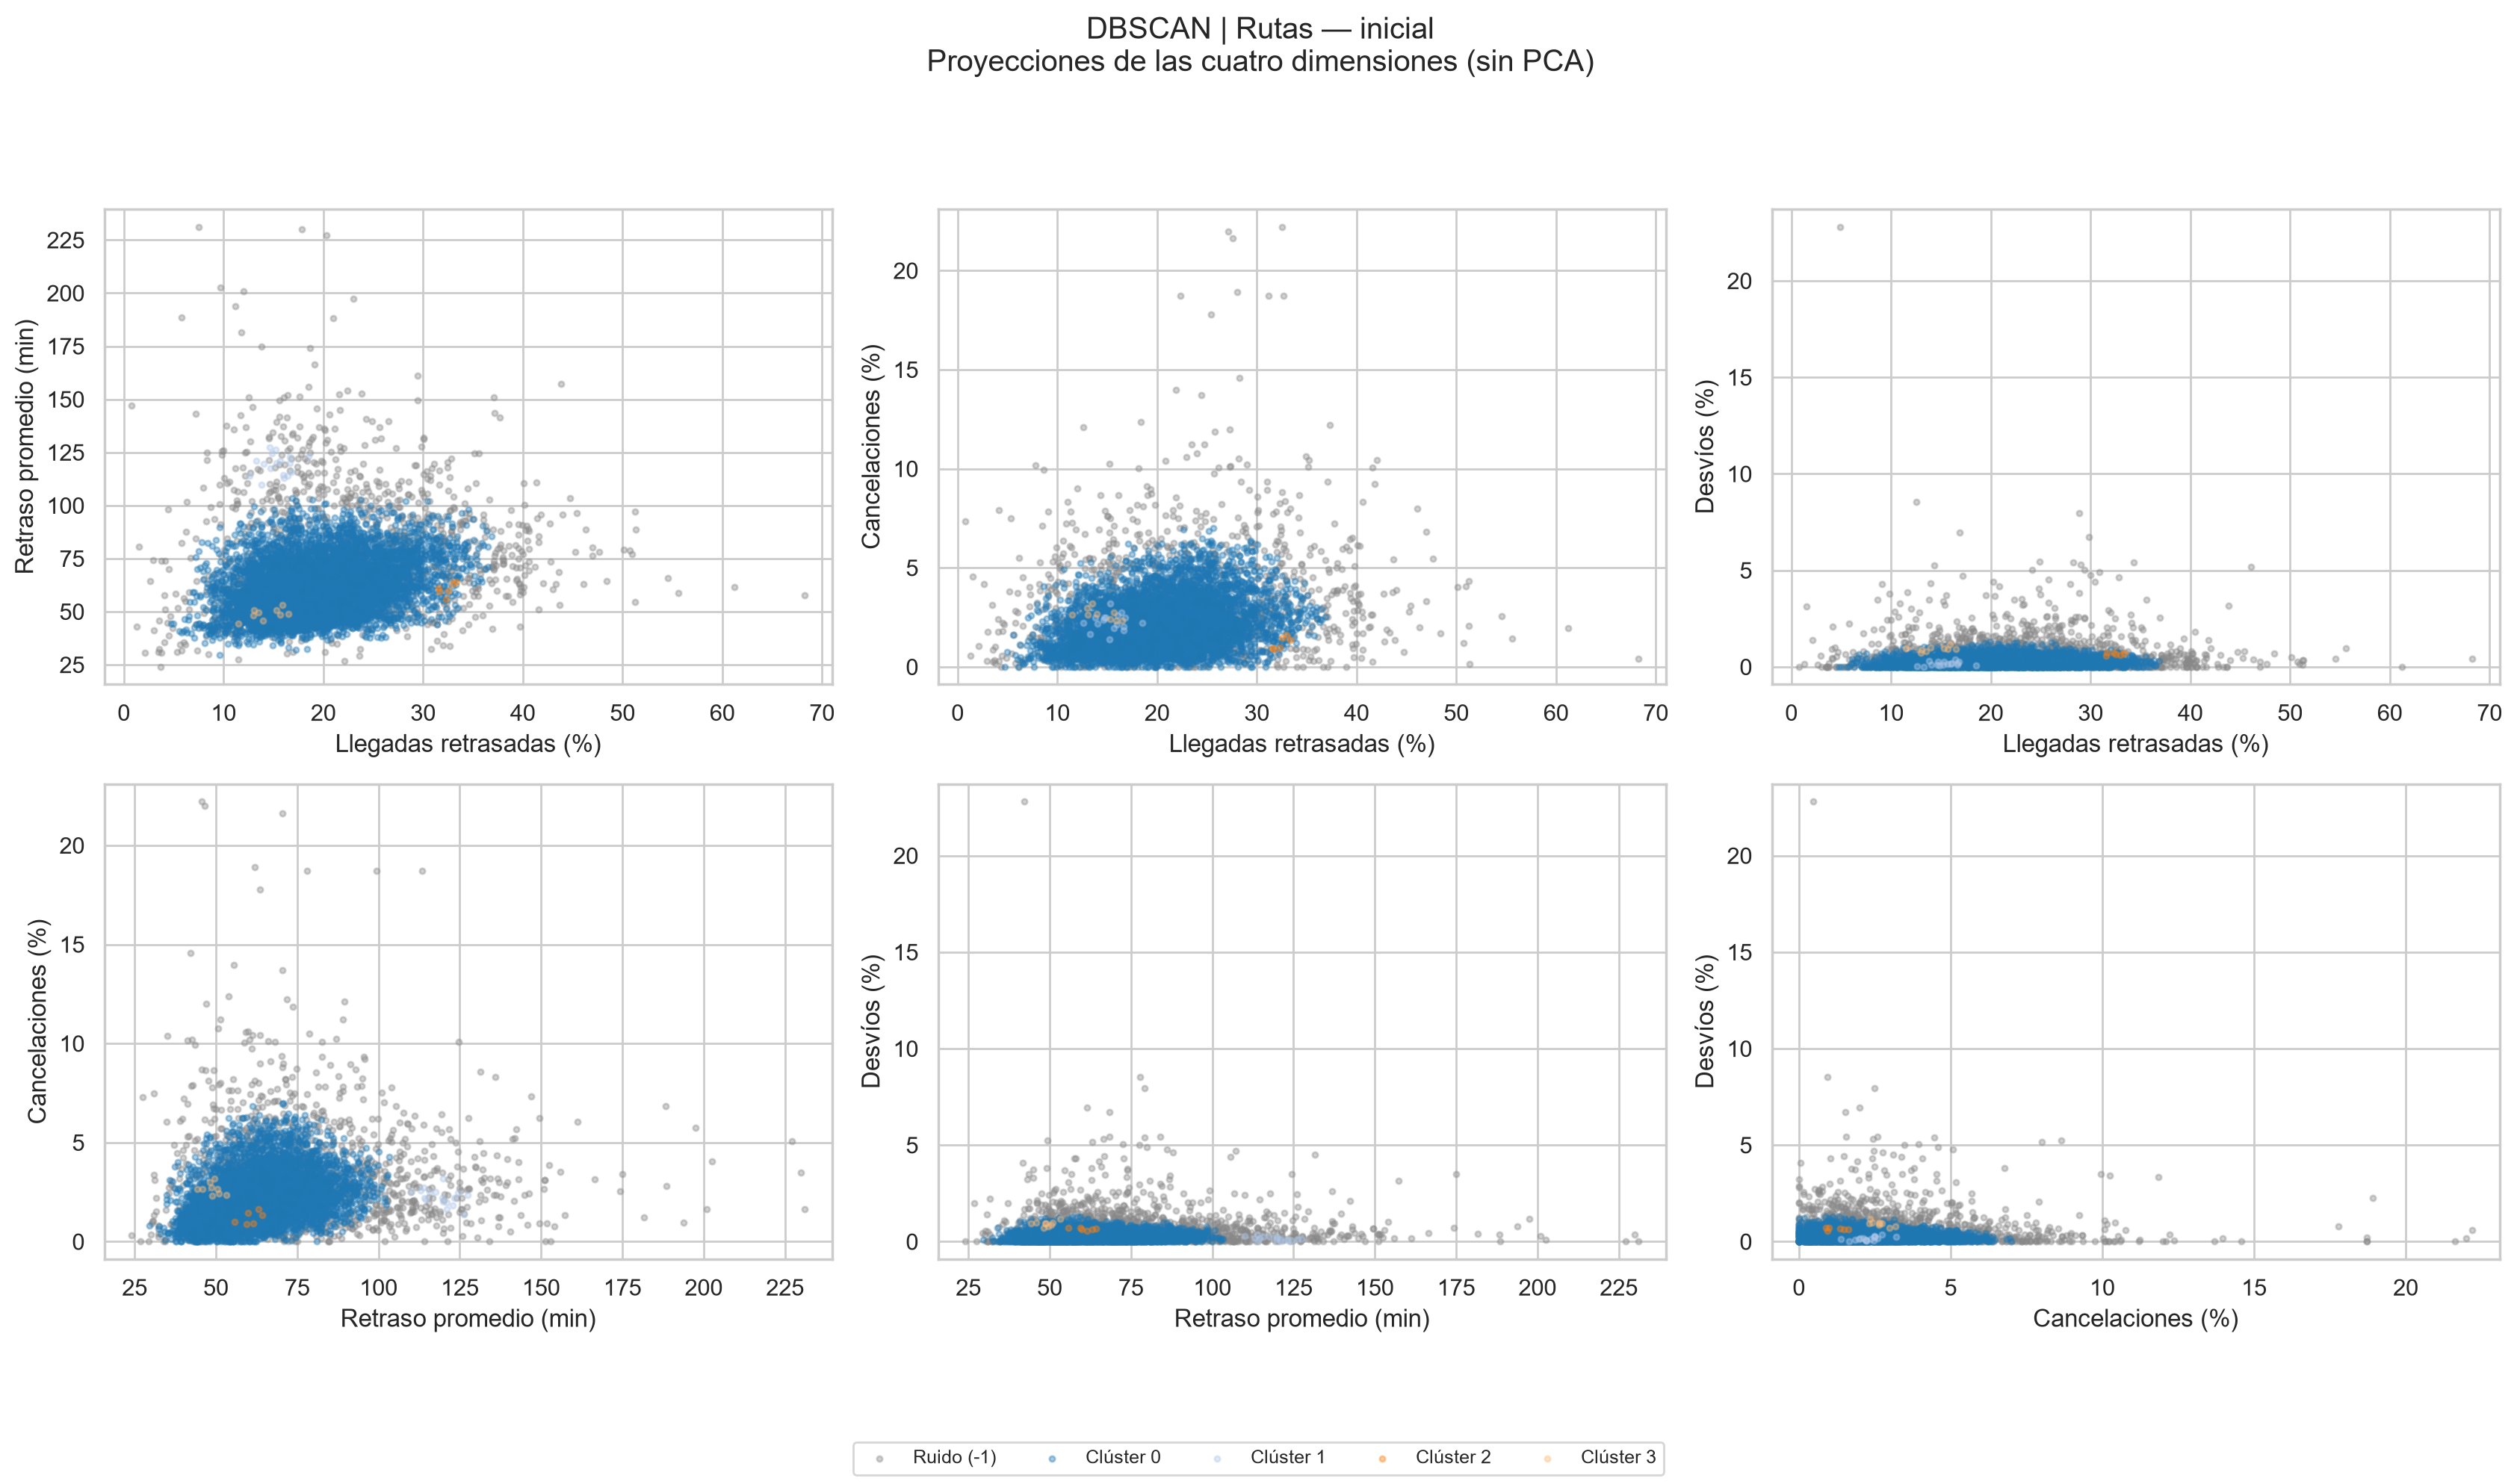 DBSCAN | Rutas — inicial
Proyecciones de las cuatro dimensiones (sin PCA)
225
200
175
150
125
100
75
50
25
Retraso promedio (min)
0 10 20 30 40 50 60 70
Llegadas retrasadas (%)
20
15
10
5
0
Cancelaciones (%)
0 10 20 30 40 50 60 70
Llegadas retrasadas (%)
20
15
10
5
0
Desvíos (%)
0 10 20 30 40 50 60 70
Llegadas retrasadas (%)
20
15
10
5
0
Cancelaciones (%)
25 50 75 100 125 150 175 200 225
Retraso promedio (min)
20
15
10
5
0
Desvíos (%)
25 50 75 100 125 150 175 200 225
Retraso promedio (min)
20
15
10
5
0
Desvíos (%)
0 5 10 15 20
Cancelaciones (%)
Ruido (-1) Clúster 0 Clúster 1 Clúster 2 Clúster 3